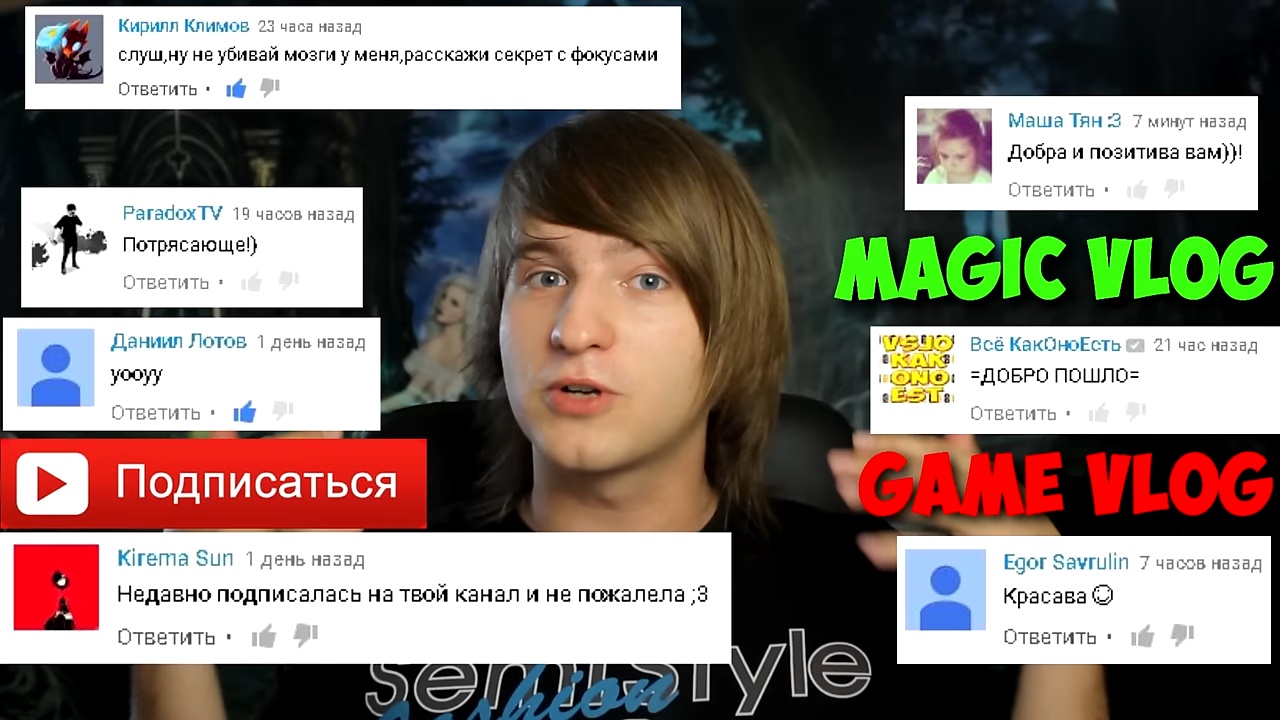 Кирилл Климов 23 часа назад
слуш,ну не убивай мозги у меня,расскажи секрет с фокусами
Ответить •
Маша Тян :3 7 минут назад
Добра и позитива вам))!
Ответить •
ParadoxTV 19 часов назад
Потрясающе!)
Ответить •
MAGIC VLOG
Даниил Лотов 1 день назад
уооуу
Ответить •
VSJO
KAK
ONO
EST
Всё КакОноЕсть 21 час назад
=ДОБРО ПОШЛО=
Ответить •
Подписаться
GAME VLOG
Kirema Sun 1 день назад
Недавно подписалась на твой канал и не пожалела ;3
Ответить •
Egor Savrulin 7 часов назад
Красава ☺
Ответить •
Semi Style
fashion